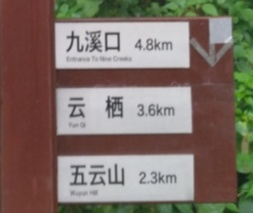 九溪口 4.8km
Entrance To Nine Creeks
云 栖 3.6km
Yun Qi
五云山 2.3km
Wuyun Hill